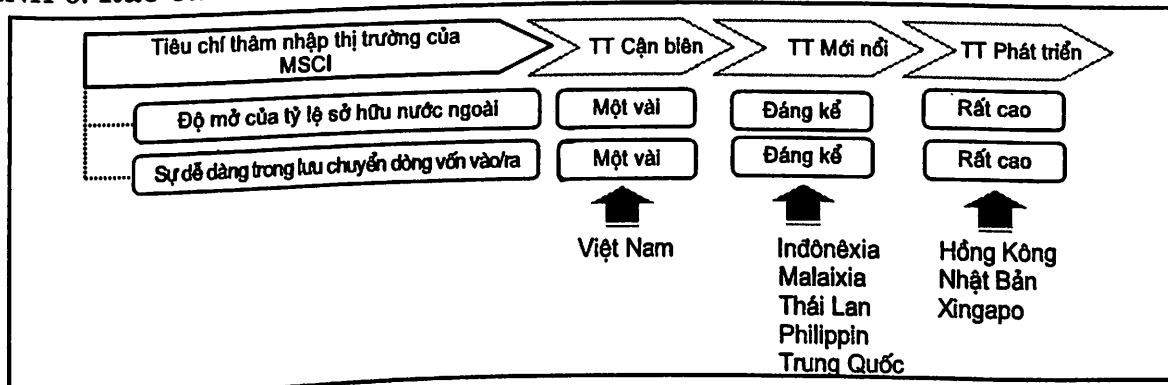 Tiêu chí thâm nhập thị trường của
MSCI
TT Cận biên
TT Mới nổi
TT Phát triển
Độ mở của tỷ lệ sở hữu nước ngoài
Một vài
Đáng kể
Rất cao
Sự dễ dàng trong lưu chuyển dòng vốn vào/ra
Một vài
Đáng kể
Rất cao
Việt Nam
Inđônêxia
Malaixia
Thái Lan
Philippin
Trung Quốc
Hồng Kông
Nhật Bản
Xingapo